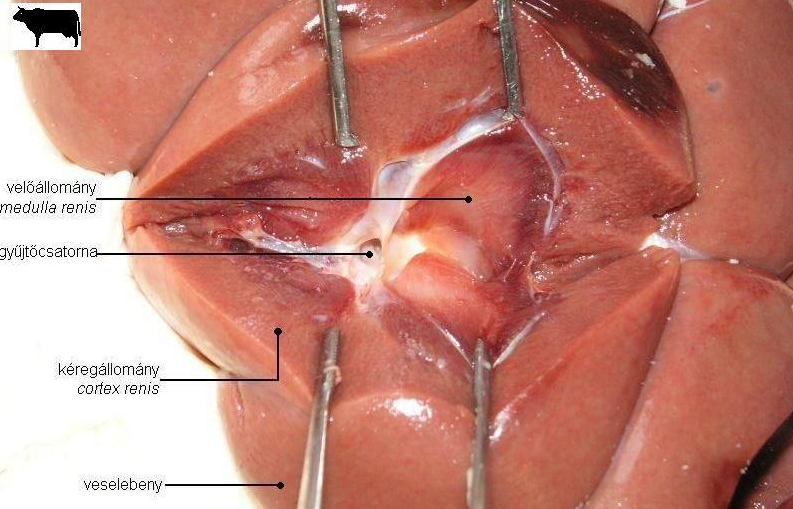 velőállomány
medulla renis
gyűjtőcsatorna
kéregállomány
cortex renis
veselebeny